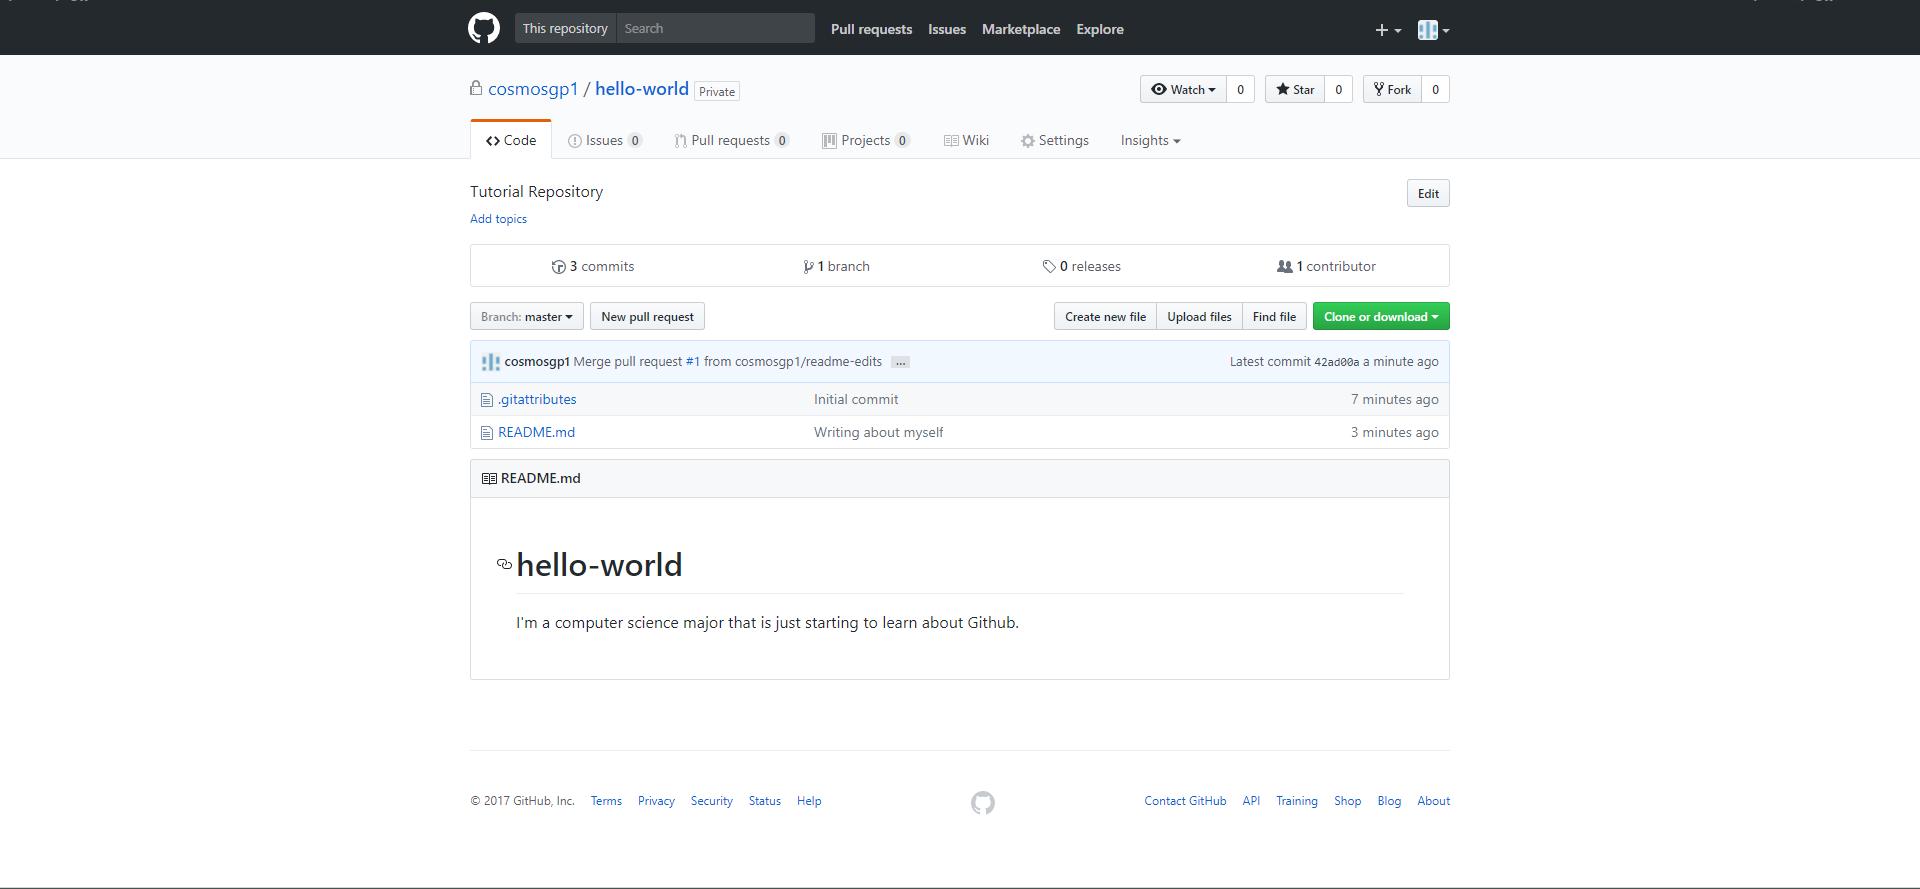 This repository Search Pull requests Issues Marketplace Explore
cosmosgp1 / hello-world Private Watch 0 Star 0 Fork 0
Code Issues 0 Pull requests 0 Projects 0 Wiki Settings Insights
Tutorial Repository Edit
Add topics
3 commits 1 branch 0 releases 1 contributor
Branch: master New pull request Create new file Upload files Find file Clone or download
cosmosgp1 Merge pull request #1 from cosmosgp1/readme-edits ... Latest commit 42ad00a a minute ago
.gitattributes Initial commit 7 minutes ago
README.md Writing about myself 3 minutes ago
README.md
hello-world
I'm a computer science major that is just starting to learn about Github.
© 2017 GitHub, Inc. Terms Privacy Security Status Help Contact GitHub API Training Shop Blog About